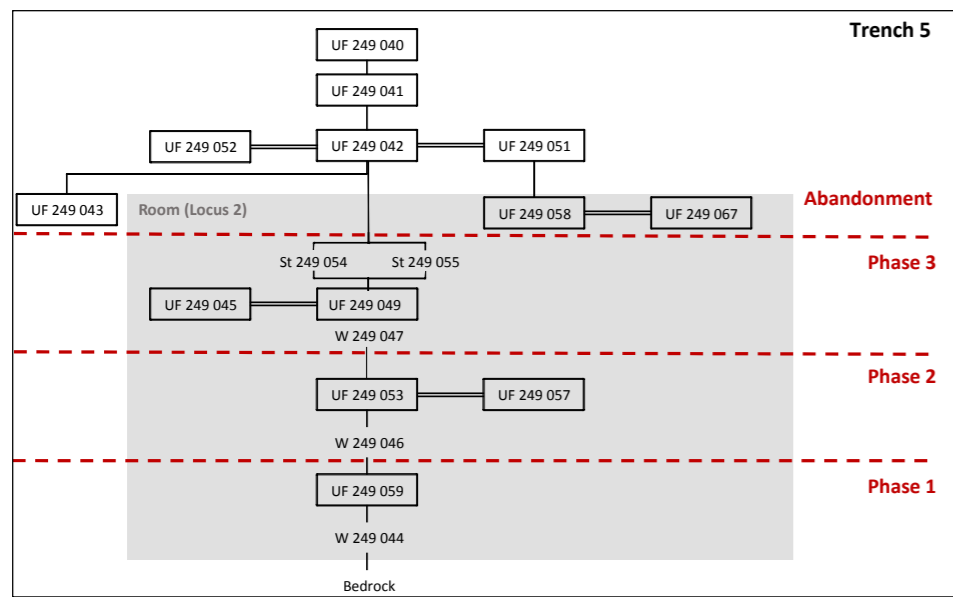 Trench 5
UF 249 040
UF 249 041
UF 249 052
UF 249 042
UF 249 051
UF 249 043
Room (Locus 2)
UF 249 058
UF 249 067
Abandonment
St 249 054
St 249 055
Phase 3
UF 249 045
UF 249 049
W 249 047
Phase 2
UF 249 053
UF 249 057
W 249 046
UF 249 059
Phase 1
W 249 044
Bedrock